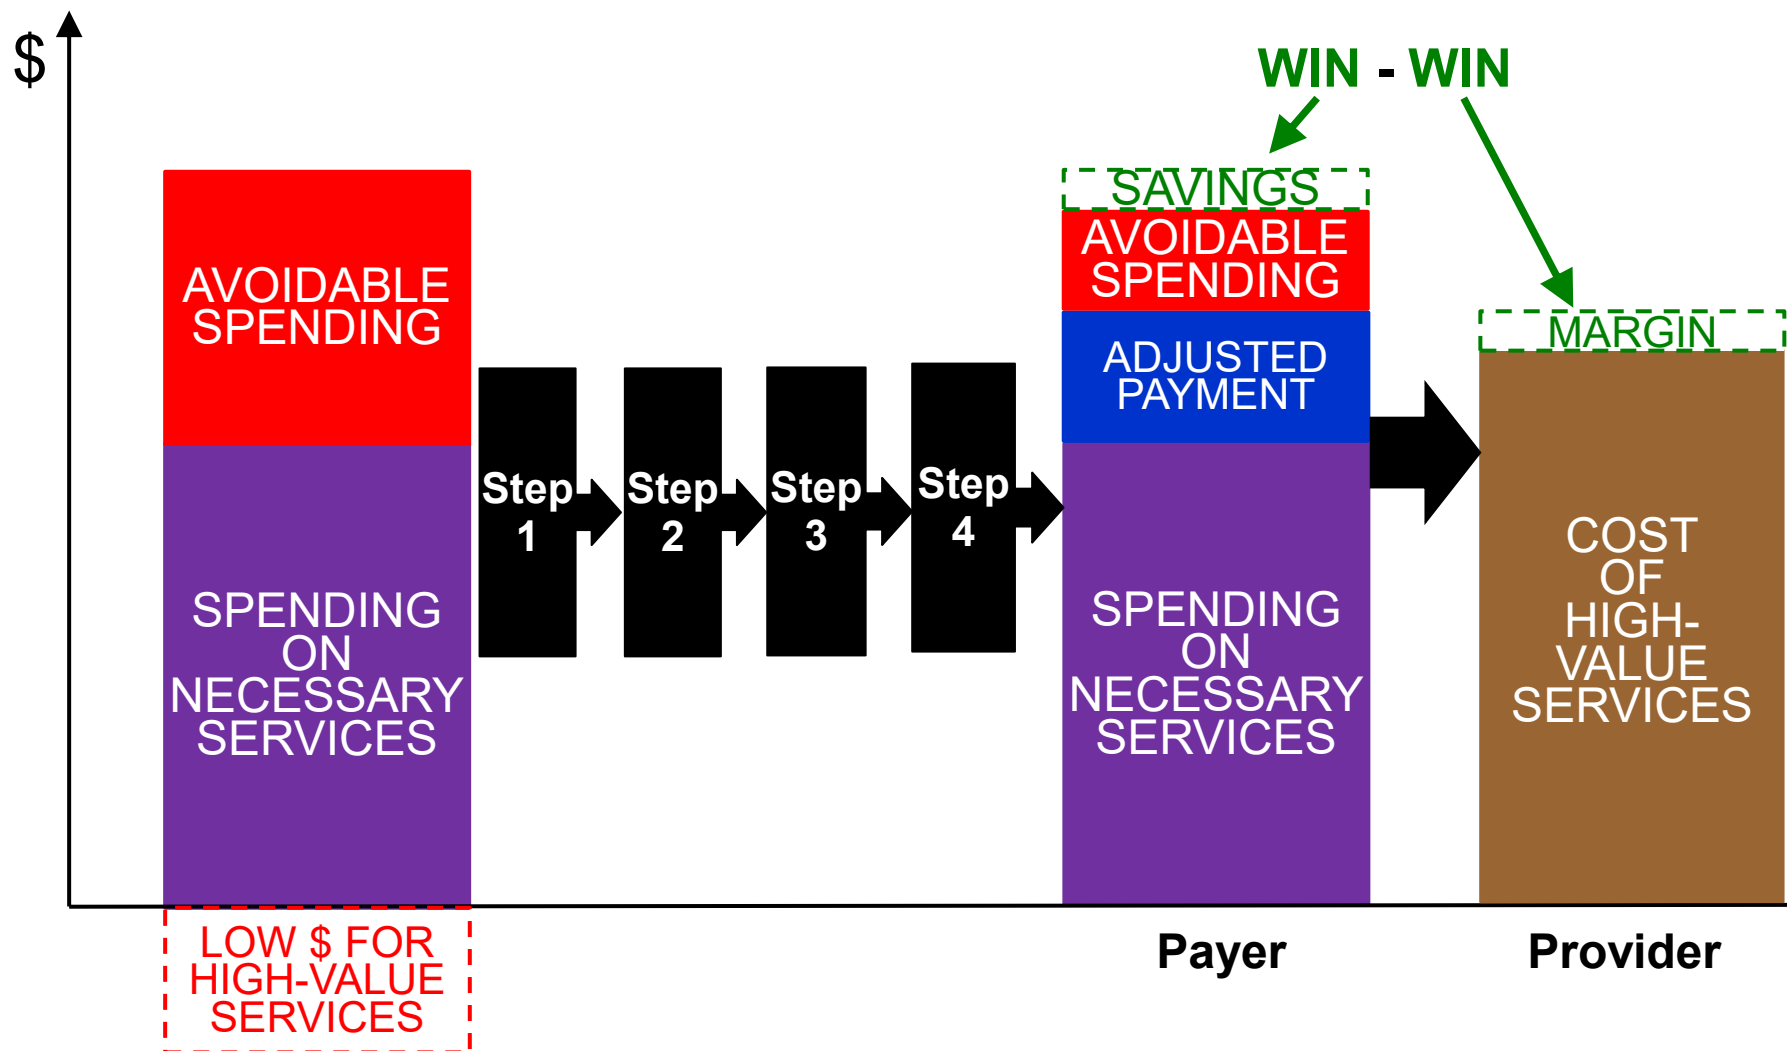 $
WIN - WIN
AVOIDABLE
SPENDING
SPENDING
ON
NECESSARY
SERVICES
LOW $ FOR
HIGH-VALUE
SERVICES
Step
1
Step
2
Step
3
Step
4
SAVINGS
AVOIDABLE
SPENDING
ADJUSTED
PAYMENT
SPENDING
ON
NECESSARY
SERVICES
Payer
MARGIN
COST
OF
HIGH-
VALUE
SERVICES
Provider